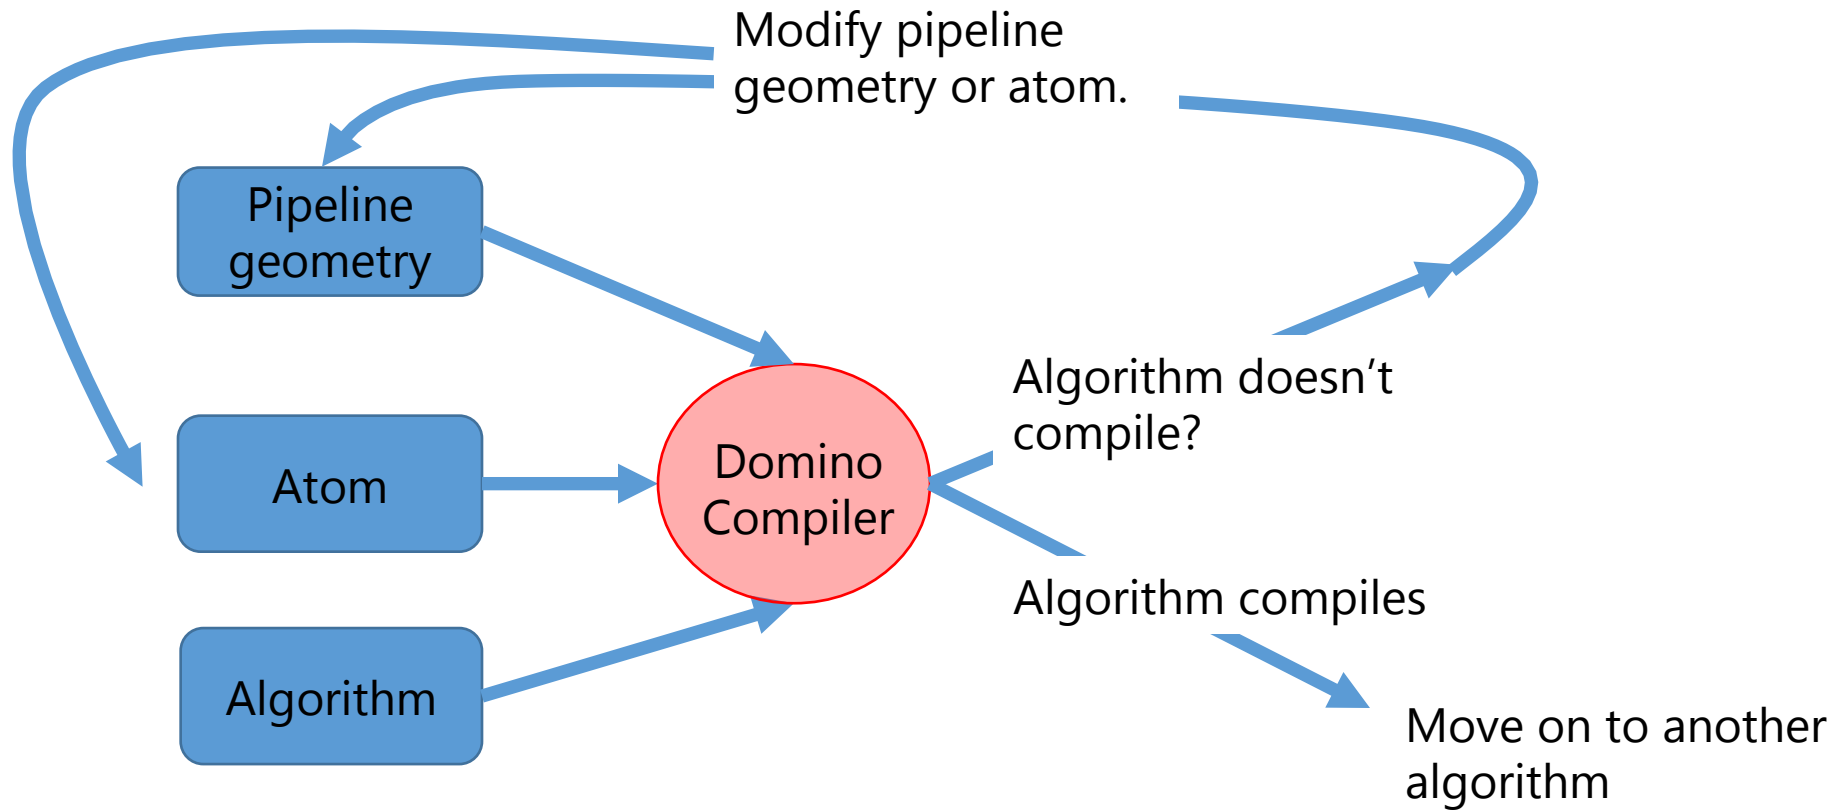 Modify pipeline
geometry or atom.
Pipeline
geometry
Algorithm doesn’t
compile?
Atom
Domino
Compiler
Algorithm compiles
Algorithm
Move on to another
algorithm